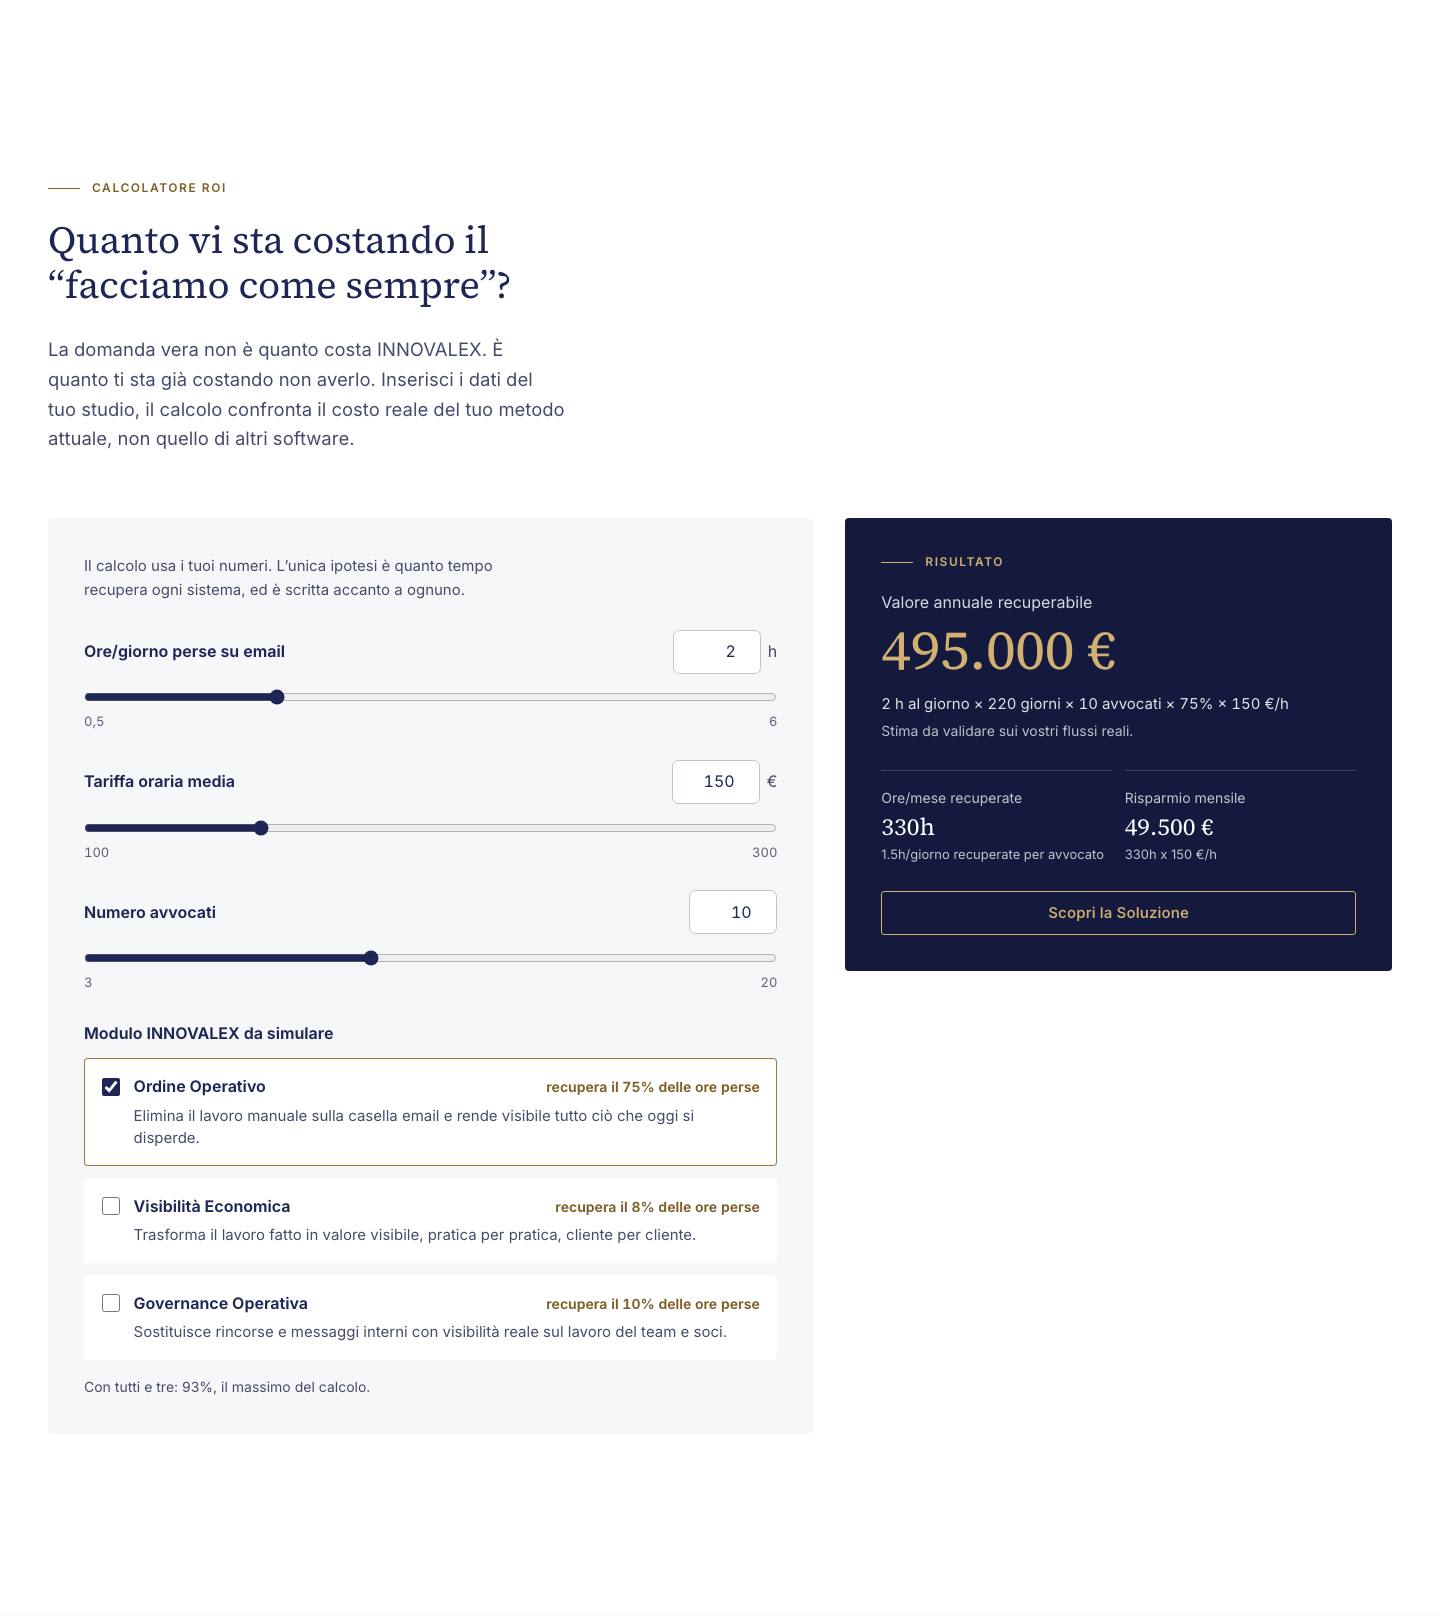 CALCOLATORE ROI
Quanto vi sta costando il
“facciamo come sempre”?
La domanda vera non è quanto costa INNOVALEX. È
quanto ti sta già costando non averlo. Inserisci i dati del
tuo studio, il calcolo confronta il costo reale del tuo metodo
attuale, non quello di altri software.
Il calcolo usa i tuoi numeri. L’unica ipotesi è quanto tempo
recupera ogni sistema, ed è scritta accanto a ognuno.
Ore/giorno perse su email
2 h
0,5 6
Tariffa oraria media
150 €
100 300
Numero avvocati
10
3 20
Modulo INNOVALEX da simulare
Ordine Operativo
recupera il 75% delle ore perse
Elimina il lavoro manuale sulla casella email e rende visibile tutto ciò che oggi si
disperde.
Visibilità Economica
recupera il 8% delle ore perse
Trasforma il lavoro fatto in valore visibile, pratica per pratica, cliente per cliente.
Governance Operativa
recupera il 10% delle ore perse
Sostituisce rincorse e messaggi interni con visibilità reale sul lavoro del team e soci.
Con tutti e tre: 93%, il massimo del calcolo.
RISULTATO
Valore annuale recuperabile
495.000 €
2 h al giorno × 220 giorni × 10 avvocati × 75% × 150 €/h
Stima da validare sui vostri flussi reali.
Ore/mese recuperate
330h
1.5h/giorno recuperate per avvocato
Risparmio mensile
49.500 €
330h x 150 €/h
Scopri la Soluzione